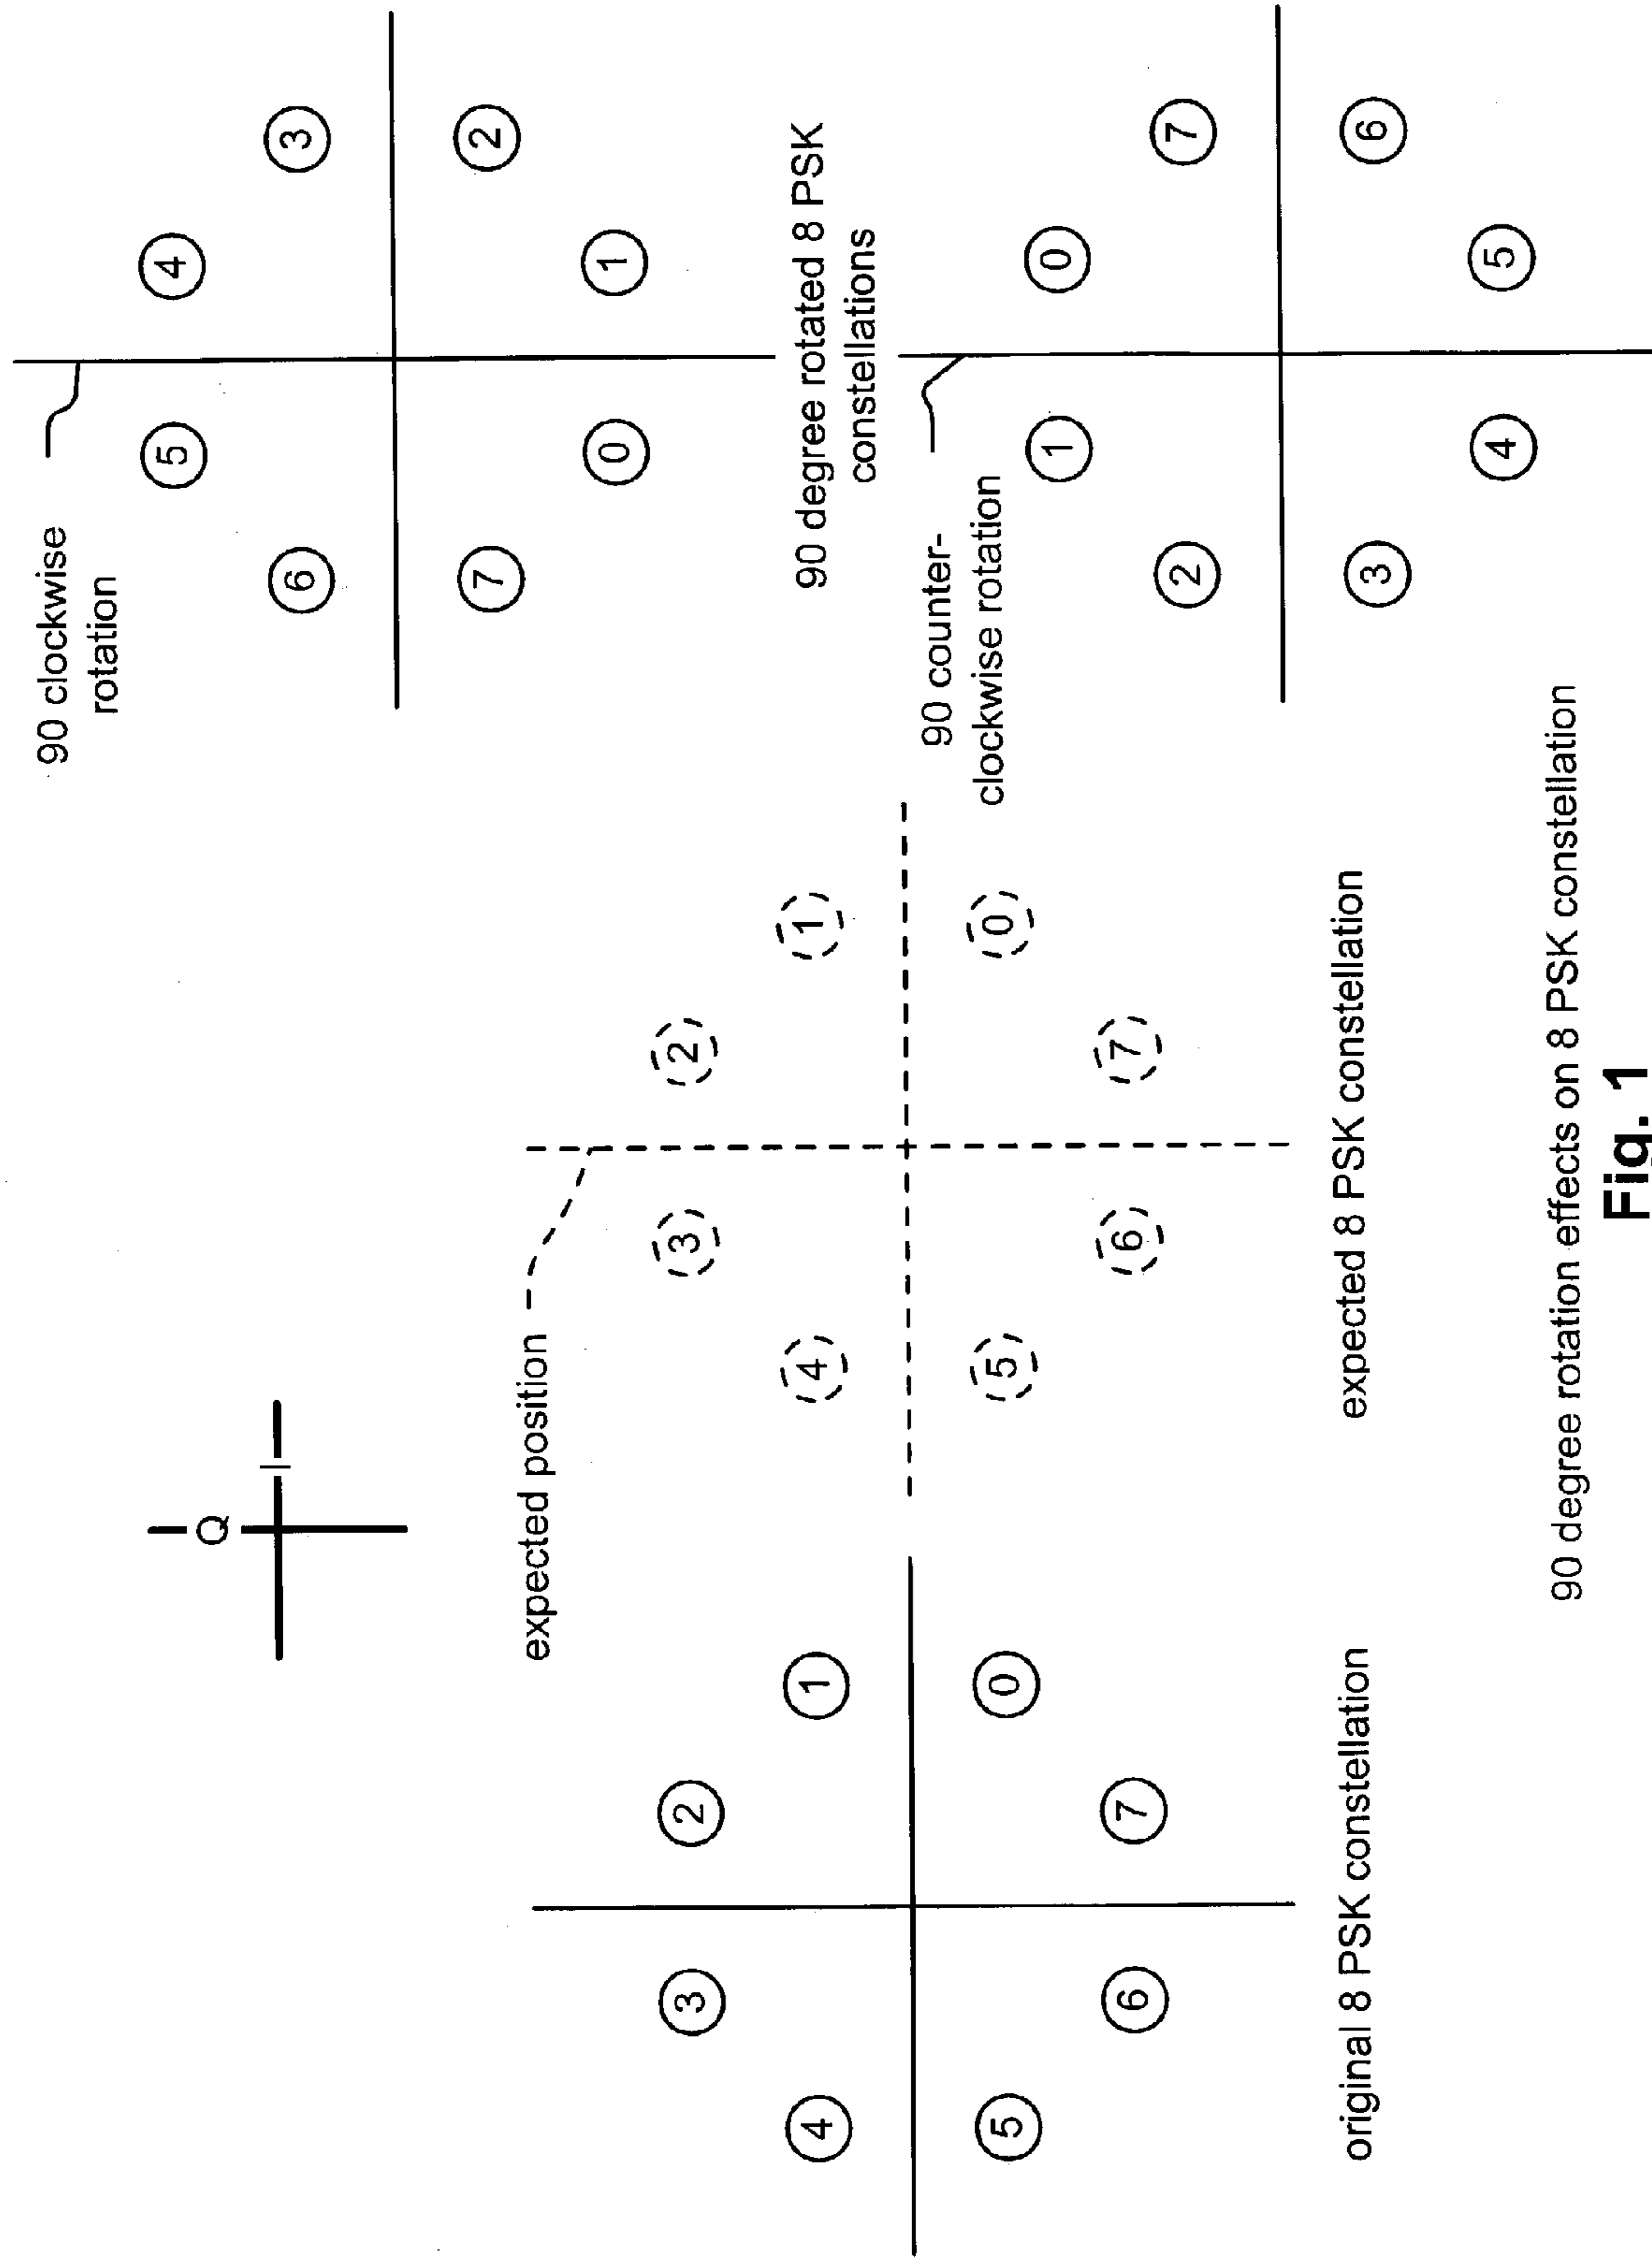 Q
I
3 2
4 1
5 0
6 7
original 8 PSK constellation
expected position
3 2
4 1
5 0
6 7
expected 8 PSK constellation
90 clockwise
rotation
5 4
6 3
7 2
0 1
90 degree rotated 8 PSK
constellations
90 counter-
clockwise rotation
1 0
2 7
3 6
4 5
90 degree rotation effects on 8 PSK constellation
Fig. 1